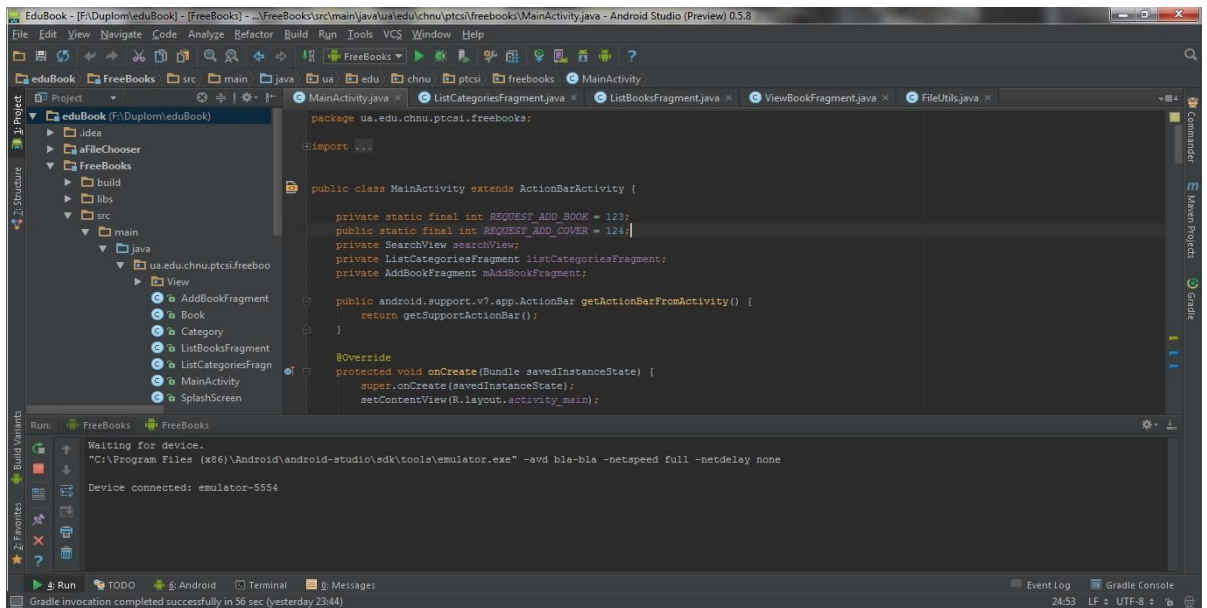 EduBook - [F:\Duplom\eduBook] - [FreeBooks] - ...\FreeBooks\src\main\java\ua\edu\chnu\ptcsi\freebooks\MainActivity.java - Android Studio (Preview) 0.5.8
File Edit View Navigate Code Analyze Refactor Build Run Tools VCS Window Help
FreeBooks
eduBook FreeBooks src main java ua edu chnu ptcsi freebooks MainActivity
Project
MainActivity.java ListCategoriesFragment.java ListBooksFragment.java ViewBookFragment.java FileUtils.java
1: Project
7: Structure
Build Variants
2: Favorites
eduBook (F:\Duplom\eduBook)
.idea
aFileChooser
FreeBooks
build
libs
src
main
java
ua.edu.chnu.ptcsi.freeboo
View
AddBookFragment
Book
Category
ListBooksFragment
ListCategoriesFragn
MainActivity
SplashScreen
package ua.edu.chnu.ptcsi.freebooks;
import ...
public class MainActivity extends ActionBarActivity {
private static final int REQUEST_ADD_BOOK = 123;
public static final int REQUEST_ADD_COVER = 124;
private SearchView searchView;
private ListCategoriesFragment listCategoriesFragment;
private AddBookFragment mAddBookFragment;
public android.support.v7.app.ActionBar getActionBarFromActivity() {
return getSupportActionBar();
}
@Override
protected void onCreate(Bundle savedInstanceState) {
super.onCreate(savedInstanceState);
setContentView(R.layout.activity_main);
Commander
m Maven Projects
Gradle
Run: FreeBooks FreeBooks
Waiting for device.
"C:\Program Files (x86)\Android\android-studio\sdk\tools\emulator.exe" -avd bla-bla -netspeed full -netdelay none
Device connected: emulator-5554
4: Run TODO 6: Android Terminal 0: Messages Event Log Gradle Console
Gradle invocation completed successfully in 56 sec (yesterday 23:44) 24:53 LF UTF-8